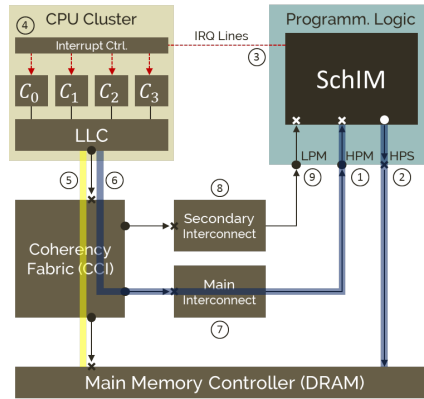 CPU Cluster
Programm. Logic
④
Interrupt Ctrl.
IRQ Lines
③
SchIM
C₀ C₁ C₂ C₃
LLC
LPM HPM HPS
⑤ ⑥ ⑧ ⑨ ① ②
Coherency
Fabric (CCI)
Secondary
Interconnect
Main
Interconnect
⑦
Main Memory Controller (DRAM)